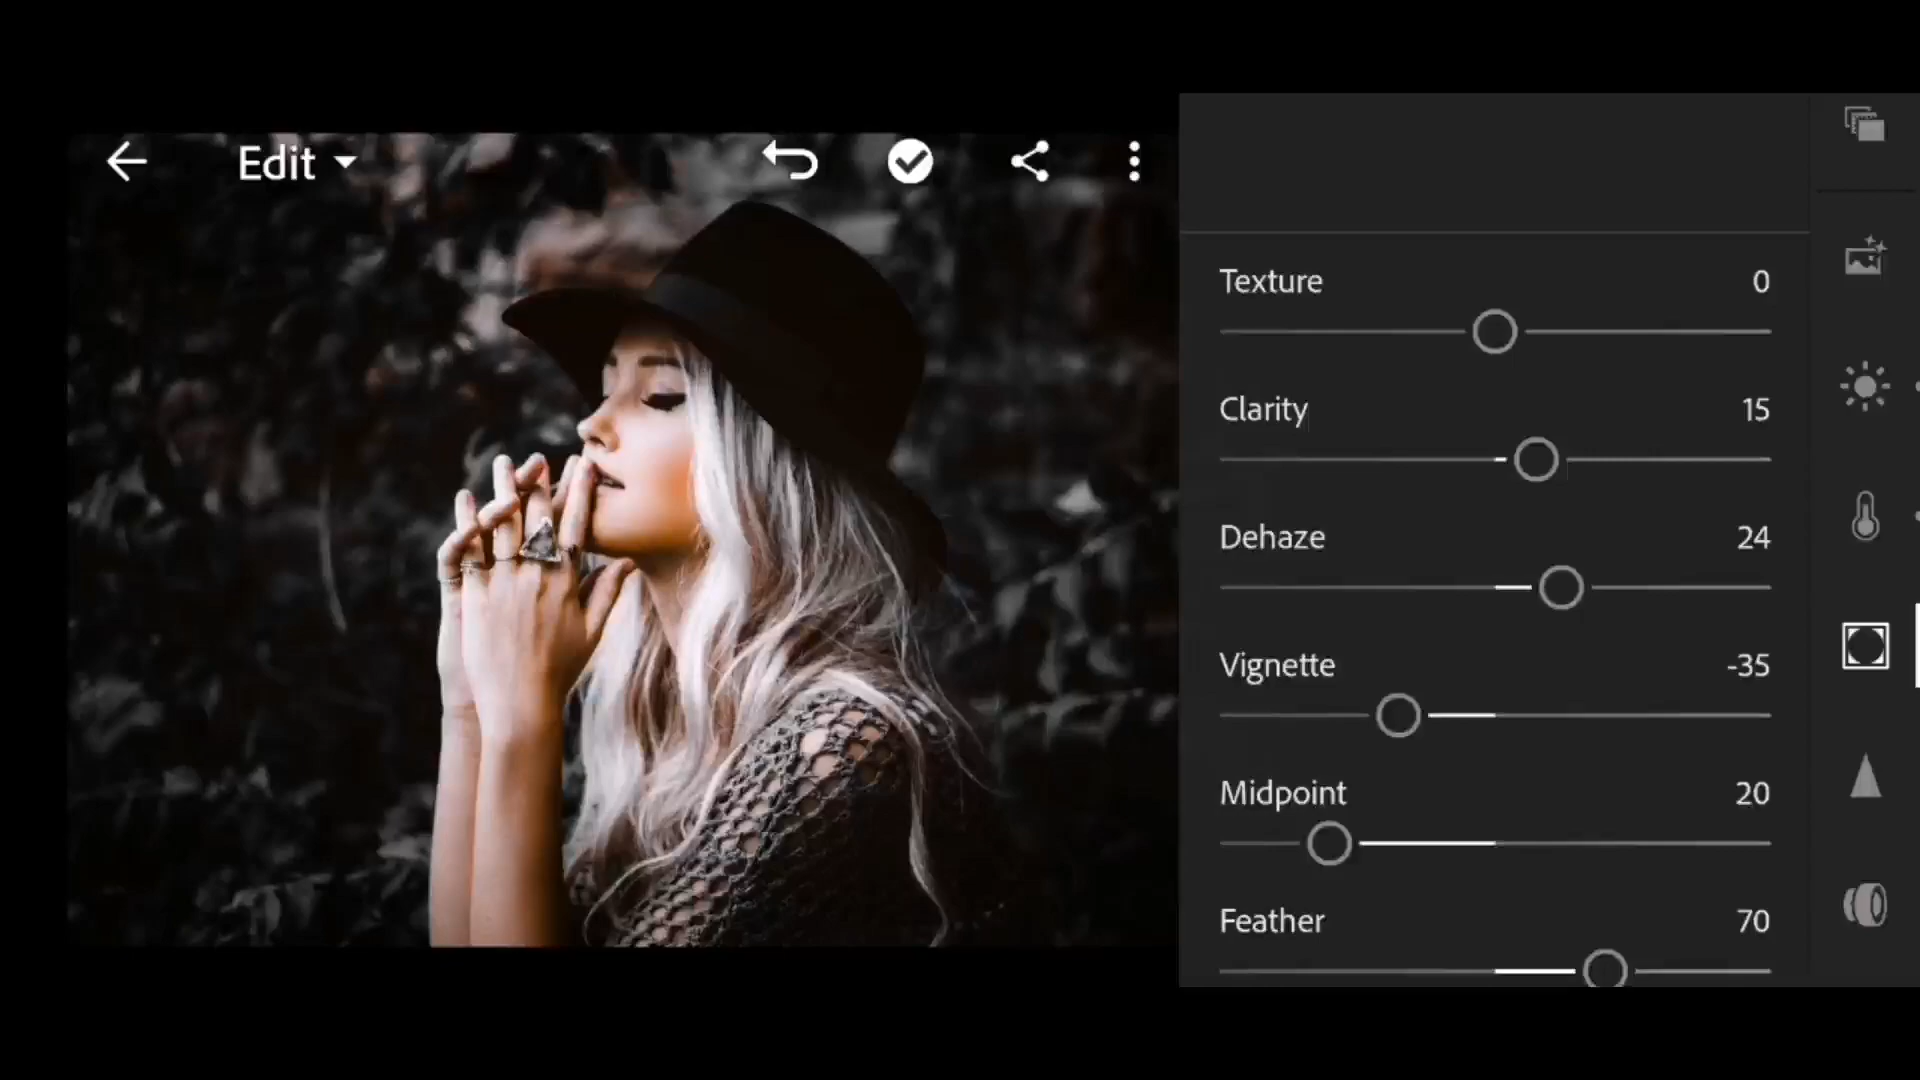 Edit
Texture 0
Clarity 15
Dehaze 24
Vignette -35
Midpoint 20
Feather 70